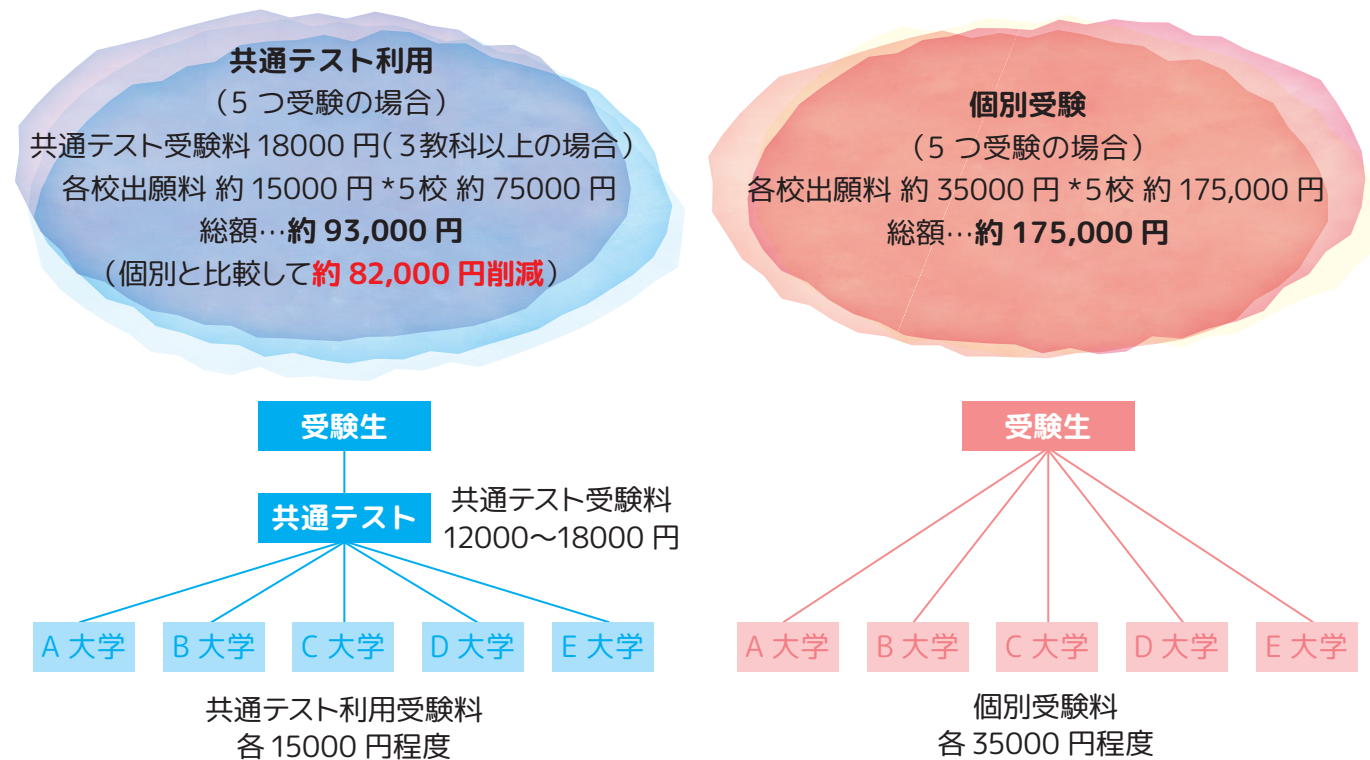 共通テスト利用
（5 つ受験の場合）
共通テスト受験料 18000 円（３教科以上の場合）
各校出願料 約 15000 円 *５校 約 75000 円
総額…約 93,000 円
（個別と比較して約 82,000 円削減）
受験生
共通テスト
共通テスト受験料
12000〜18000 円
A 大学
B 大学
C 大学
D 大学
E 大学
共通テスト利用受験料
各 15000 円程度
個別受験
（5 つ受験の場合）
各校出願料 約 35000 円 *５校 約 175,000 円
総額…約 175,000 円
受験生
A 大学
B 大学
C 大学
D 大学
E 大学
個別受験料
各 35000 円程度